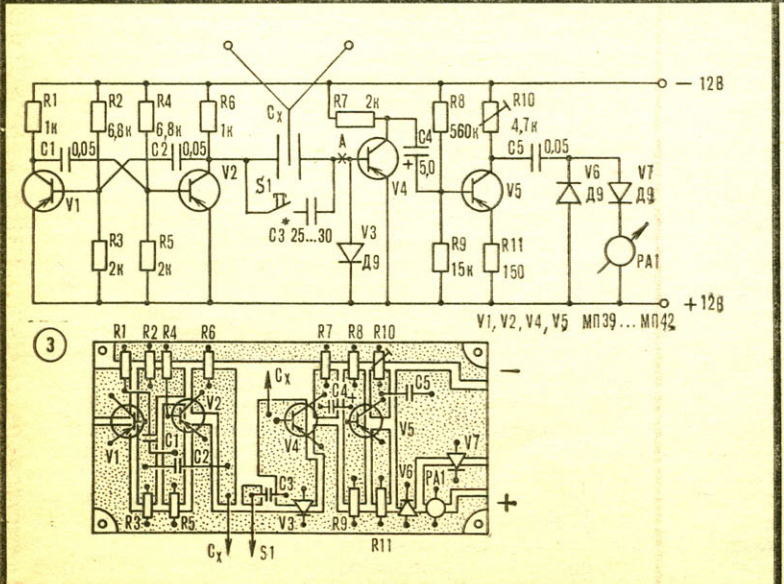 − 12В
R1 1к
R2 6,8к
R4 6,8к
R6 1к
Cx
R7 2к
R8 560к
R10 4,7к
C1 0,05
C2 0,05
V1
V2
A
C4 5,0
+
V4
V5
C5 0,05
V6 Д9
V7 Д9
S1
* C3 25...30
V3 Д9
R3 2к
R5 2к
R9 15к
R11 150
PA1
+ 12В
V1, V2, V4, V5 МП39... МП42
3
R1 R2 R4 R6 R7 R8 R10
−
Cx
C4 +
C5
V1
V2
V4
V5
C1
C2
C3
V6
V7
PA1
+
R3 R5 V3 R9
R11
Cx S1